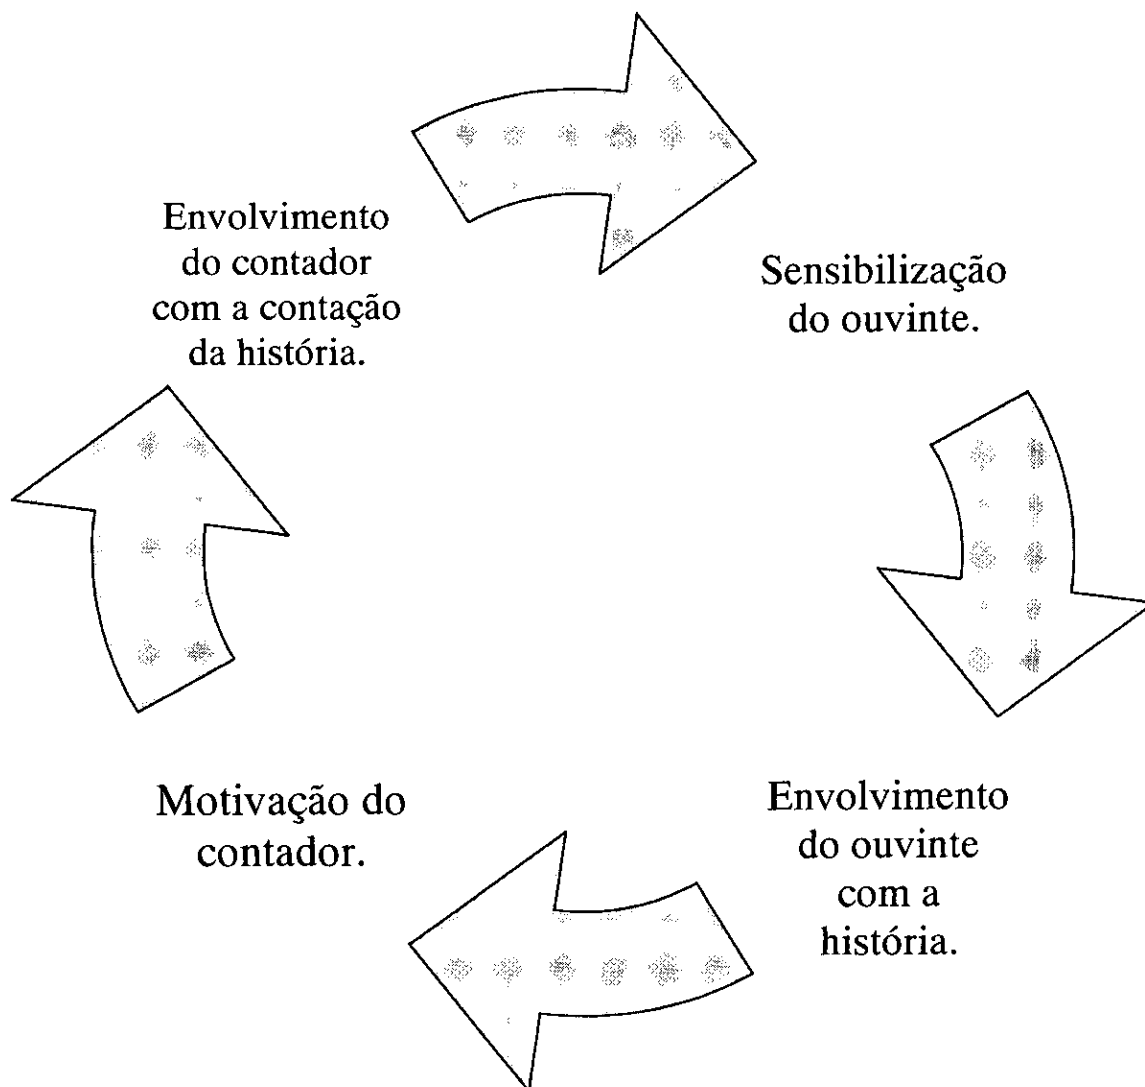 Envolvimento
do contador
com a contação
da história.
Sensibilização
do ouvinte.
Envolvimento
do ouvinte
com a
história.
Motivação do
contador.